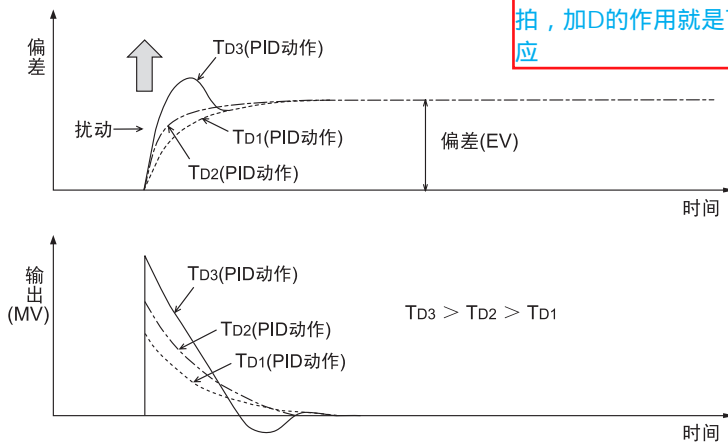 拍，加D的作用就是
应
偏
差
TD3(PID动作)
扰动
TD1(PID动作)
TD2(PID动作)
偏差(EV)
时间
输
出
(MV)
TD3(PID动作)
TD2(PID动作)
TD1(PID动作)
TD3 > TD2 > TD1
时间